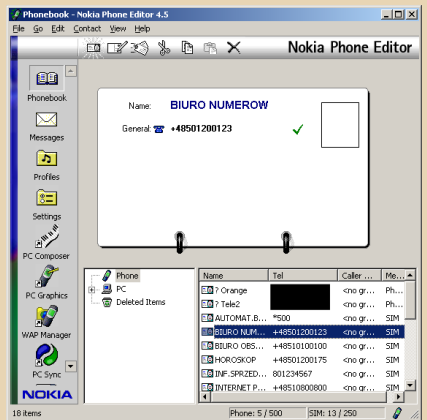 Phonebook - Nokia Phone Editor 4.5
File Go Edit Contact View Help
Nokia Phone Editor
Phonebook
Messages
Profiles
Settings
PC Composer
PC Graphics
WAP Manager
PC Sync
NOKIA
Name: BIURO NUMEROW
General: +48501200123
Phone
PC
Deleted Items
Name Tel Caller ... Me...
? Orange <no gr... Ph...
? Tele2 <no gr... Ph...
AUTOMAT.B... *500 <no gr... SIM
BIURO NUM... +48501200123 <no gr... SIM
BIURO OBS... +48510100100 <no gr... SIM
HOROSKOP +48501200175 <no gr... SIM
INF.SPRZED... 801234567 <no gr... SIM
INTERNET P... +48510800800 <no gr... SIM
18 items Phone: 5 / 500 SIM: 13 / 250